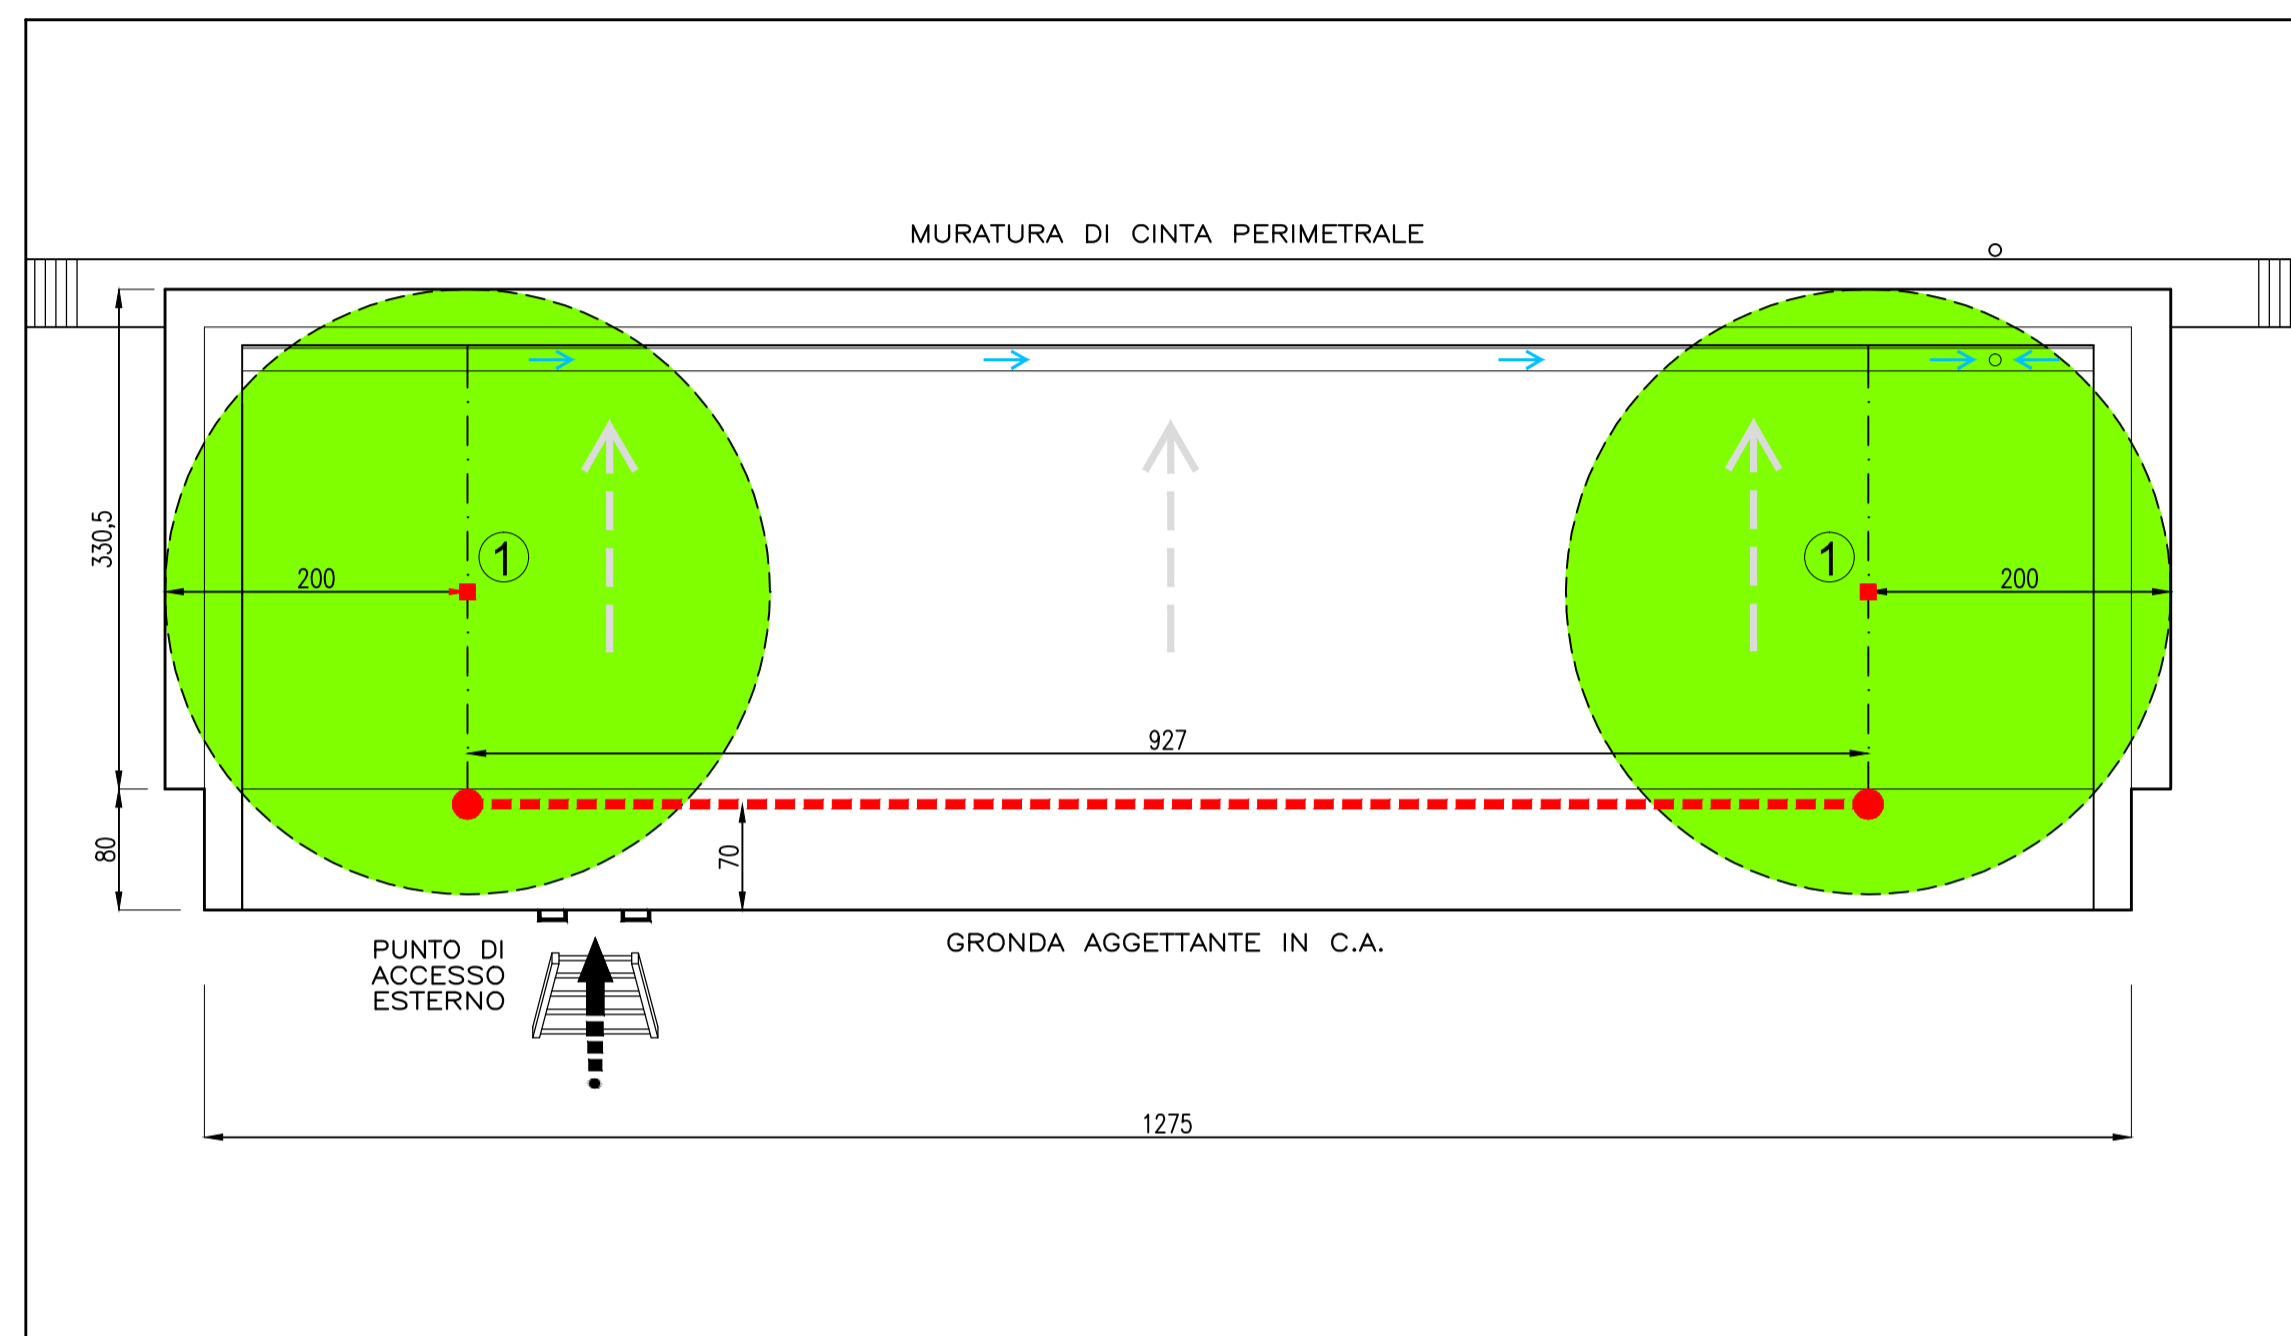 MURATURA DI CINTA PERIMETRALE
330,5
1
1
200
200
927
80
70
PUNTO DI
ACCESSO
ESTERNO
GRONDA AGGETTANTE IN C.A.
1275